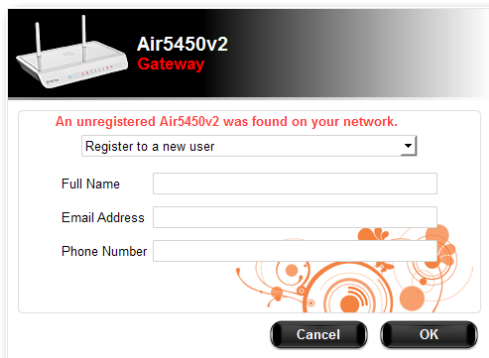 Air5450v2
Gateway
An unregistered Air5450v2 was found on your network.
Register to a new user
Full Name
Email Address
Phone Number
Cancel
OK